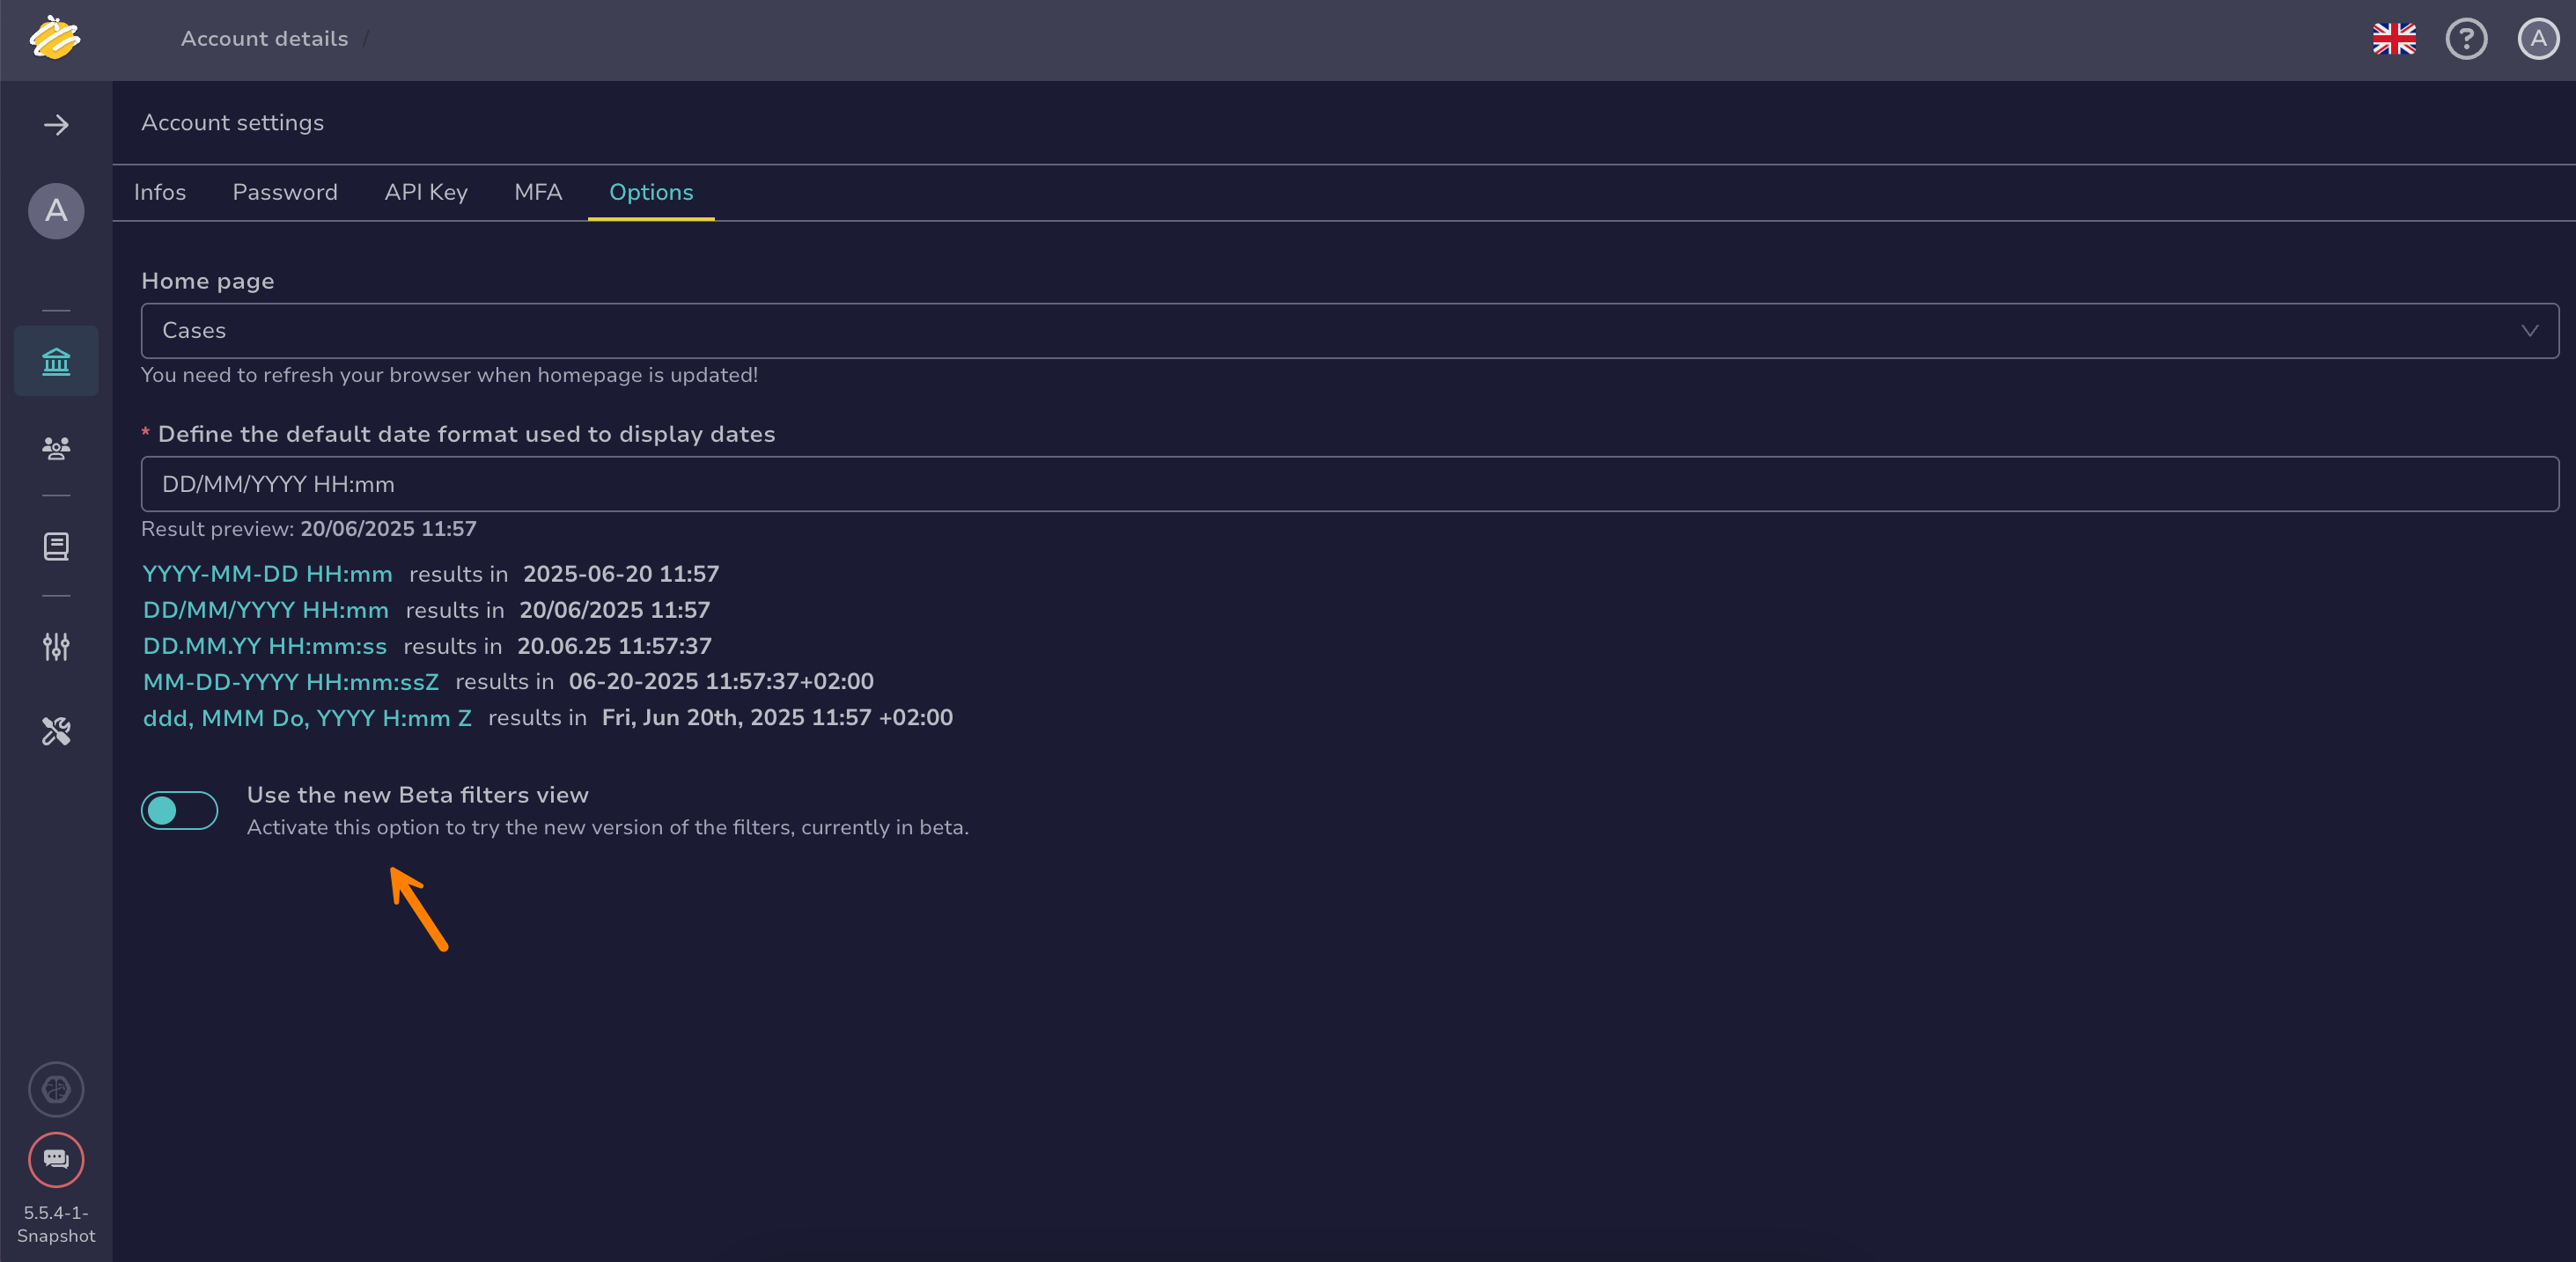 Account details /
?
A
Account settings
A
Infos Password API Key MFA Options
Home page
Cases
You need to refresh your browser when homepage is updated!
* Define the default date format used to display dates
DD/MM/YYYY HH:mm
Result preview: 20/06/2025 11:57
YYYY-MM-DD HH:mm results in 2025-06-20 11:57
DD/MM/YYYY HH:mm results in 20/06/2025 11:57
DD.MM.YY HH:mm:ss results in 20.06.25 11:57:37
MM-DD-YYYY HH:mm:ssZ results in 06-20-2025 11:57:37+02:00
ddd, MMM Do, YYYY H:mm Z results in Fri, Jun 20th, 2025 11:57 +02:00
Use the new Beta filters view
Activate this option to try the new version of the filters, currently in beta.
5.5.4-1-
Snapshot